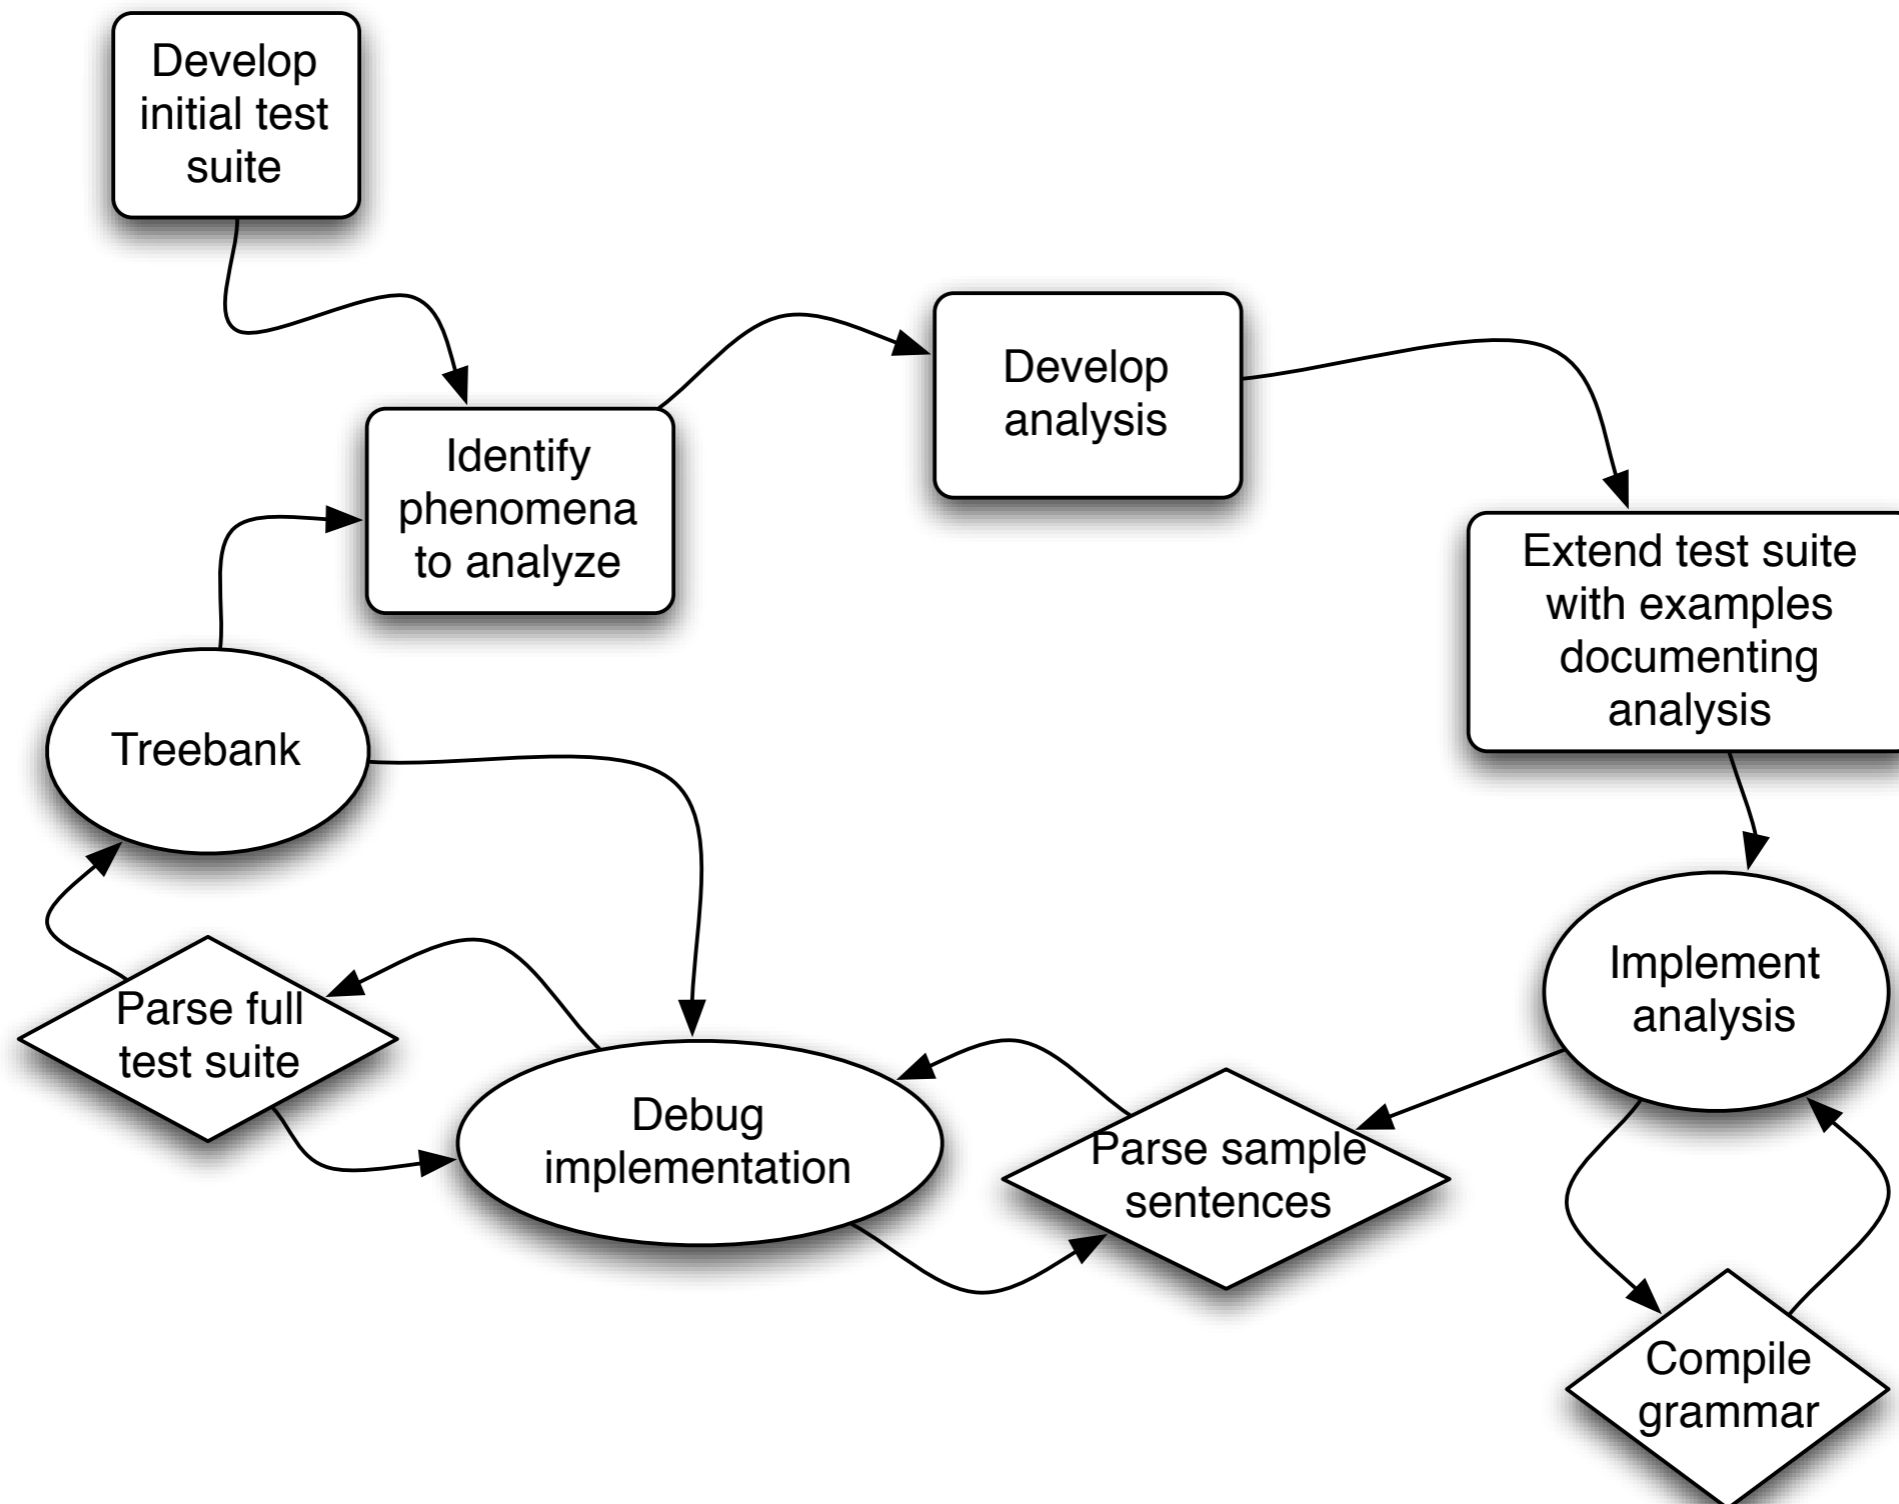 Develop
initial test
suite
Identify
phenomena
to analyze
Develop
analysis
Extend test suite
with examples
documenting
analysis
Implement
analysis
Compile
grammar
Parse sample
sentences
Debug
implementation
Parse full
test suite
Treebank